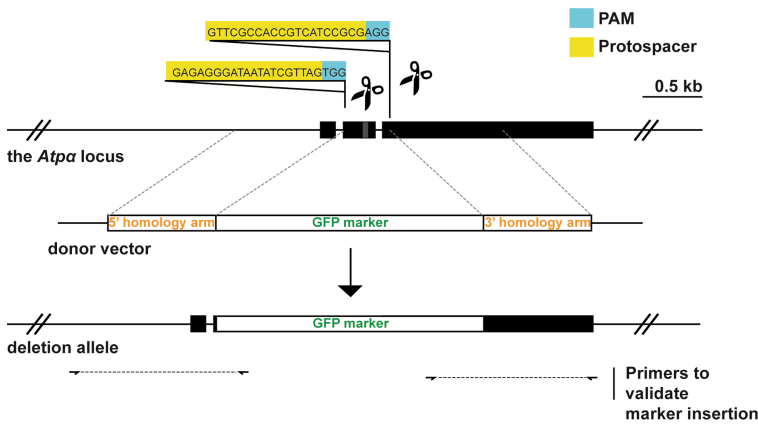 GTTCGCCACCGTCATCCGCGAGG
PAM
Protospacer
GAGAGGGATAATATCGTTAGTGG
0.5 kb
the Atpα locus
5' homology arm
GFP marker
3' homology arm
donor vector
GFP marker
deletion allele
Primers to
validate
marker insertion